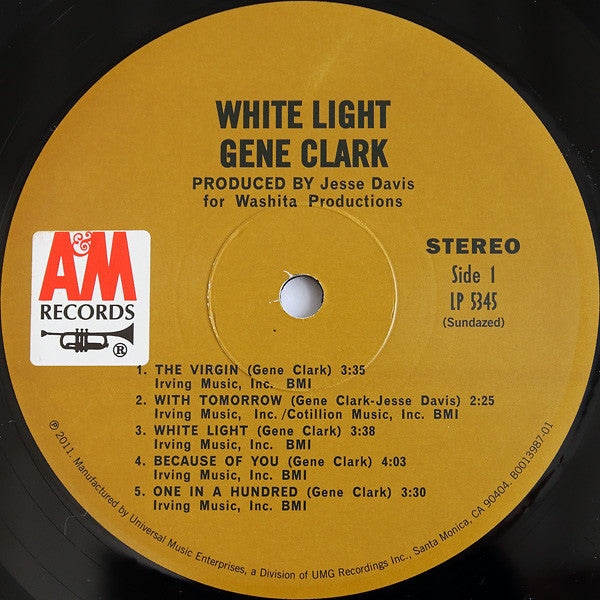 WHITE LIGHT
GENE CLARK
PRODUCED BY Jesse Davis
for Washita Productions
A&M
RECORDS
®
STEREO
Side 1
LP 5345
(Sundazed)
1. THE VIRGIN (Gene Clark) 3:35
Irving Music, Inc. BMI
2. WITH TOMORROW (Gene Clark-Jesse Davis) 2:25
Irving Music, Inc./Cotillion Music, Inc. BMI
3. WHITE LIGHT (Gene Clark) 3:38
Irving Music, Inc. BMI
4. BECAUSE OF YOU (Gene Clark) 4:03
Irving Music, Inc. BMI
5. ONE IN A HUNDRED (Gene Clark) 3:30
Irving Music, Inc. BMI
℗ 2011. Manufactured by Universal Music Enterprises, a Division of UMG Recordings Inc., Santa Monica, CA 90404. B0013987-01